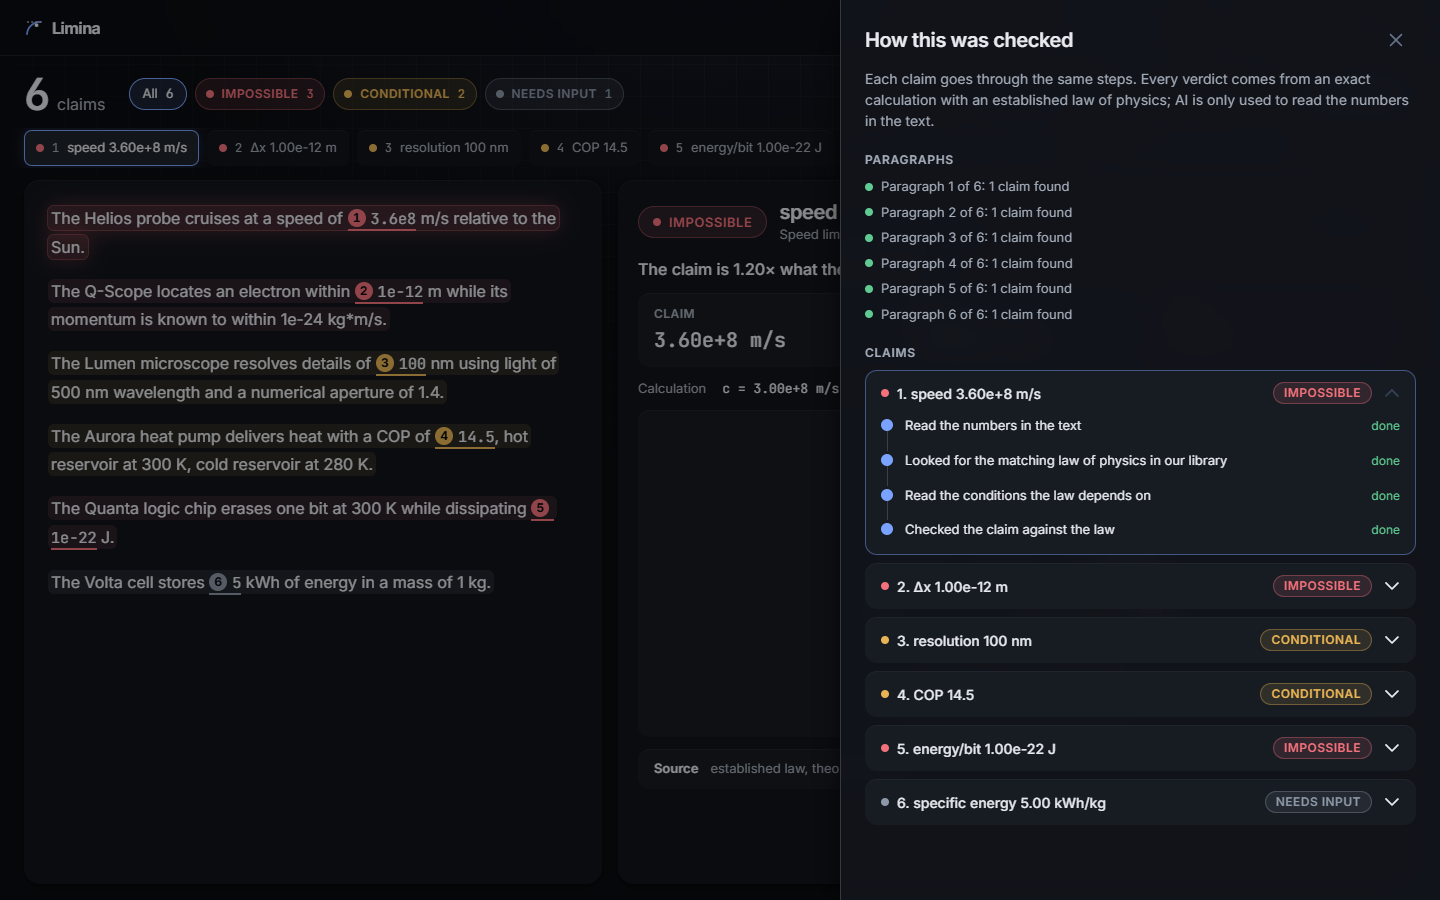 Limina
6 claims
All 6
IMPOSSIBLE 3
CONDITIONAL 2
NEEDS INPUT 1
1 speed 3.60e+8 m/s
2 Δx 1.00e-12 m
3 resolution 100 nm
4 COP 14.5
5 energy/bit 1.00e-22 J
The Helios probe cruises at a speed of 1 3.6e8 m/s relative to the
Sun.
The Q-Scope locates an electron within 2 1e-12 m while its
momentum is known to within 1e-24 kg*m/s.
The Lumen microscope resolves details of 3 100 nm using light of
500 nm wavelength and a numerical aperture of 1.4.
The Aurora heat pump delivers heat with a COP of 4 14.5, hot
reservoir at 300 K, cold reservoir at 280 K.
The Quanta logic chip erases one bit at 300 K while dissipating 5
1e-22 J.
The Volta cell stores 6 5 kWh of energy in a mass of 1 kg.
IMPOSSIBLE
speed
Speed lim
The claim is 1.20× what the
CLAIM
3.60e+8 m/s
Calculation c = 3.00e+8 m/s
Source established law, theo
How this was checked
Each claim goes through the same steps. Every verdict comes from an exact
calculation with an established law of physics; AI is only used to read the numbers
in the text.
PARAGRAPHS
Paragraph 1 of 6: 1 claim found
Paragraph 2 of 6: 1 claim found
Paragraph 3 of 6: 1 claim found
Paragraph 4 of 6: 1 claim found
Paragraph 5 of 6: 1 claim found
Paragraph 6 of 6: 1 claim found
CLAIMS
1. speed 3.60e+8 m/s IMPOSSIBLE
Read the numbers in the text done
Looked for the matching law of physics in our library done
Read the conditions the law depends on done
Checked the claim against the law done
2. Δx 1.00e-12 m IMPOSSIBLE
3. resolution 100 nm CONDITIONAL
4. COP 14.5 CONDITIONAL
5. energy/bit 1.00e-22 J IMPOSSIBLE
6. specific energy 5.00 kWh/kg NEEDS INPUT